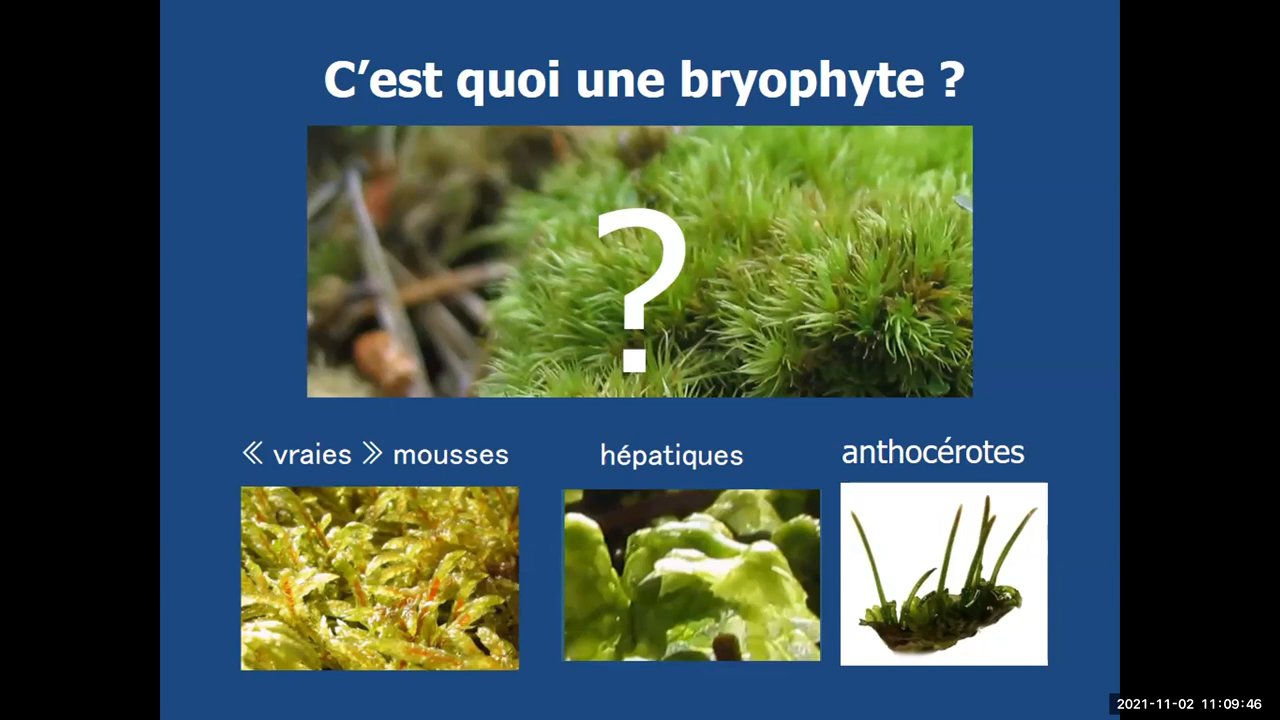 C’est quoi une bryophyte ?
?
« vraies » mousses
hépatiques
anthocérotes
2021-11-02 11:09:46